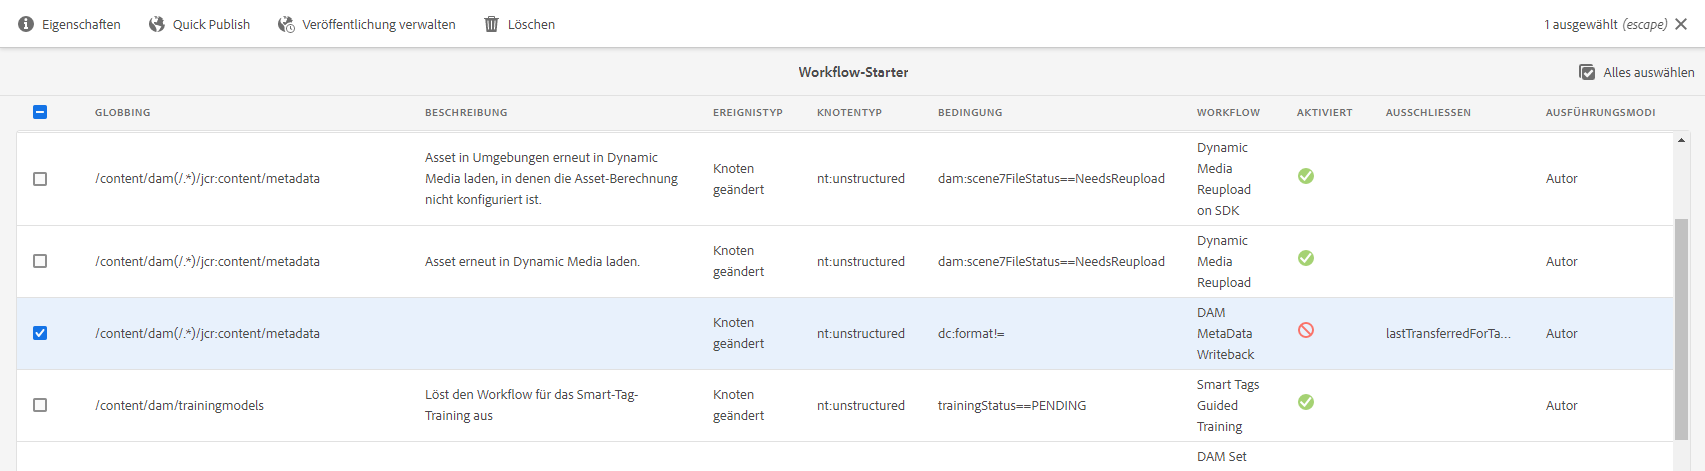 Eigenschaften Quick Publish Veröffentlichung verwalten Löschen 1 ausgewählt (escape)
Workflow-Starter Alles auswählen
GLOBBING BESCHREIBUNG EREIGNISTYP KNOTENTYP BEDINGUNG WORKFLOW AKTIVIERT AUSSCHLIESSEN AUSFÜHRUNGSMODI
/content/dam(/.*)/jcr:content/metadata
Asset in Umgebungen erneut in Dynamic
Media laden, in denen die Asset-Berechnung
nicht konfiguriert ist.
Knoten
geändert
nt:unstructured
dam:scene7FileStatus==NeedsReupload
Dynamic
Media
Reupload
on SDK
Autor
/content/dam(/.*)/jcr:content/metadata
Asset erneut in Dynamic Media laden.
Knoten
geändert
nt:unstructured
dam:scene7FileStatus==NeedsReupload
Dynamic
Media
Reupload
Autor
/content/dam(/.*)/jcr:content/metadata
Knoten
geändert
nt:unstructured
dc:format!=
DAM
MetaData
Writeback
lastTransferredForTa...
Autor
/content/dam/trainingmodels
Löst den Workflow für das Smart-Tag-
Training aus
Knoten
geändert
nt:unstructured
trainingStatus==PENDING
Smart Tags
Guided
Training
Autor
DAM Set